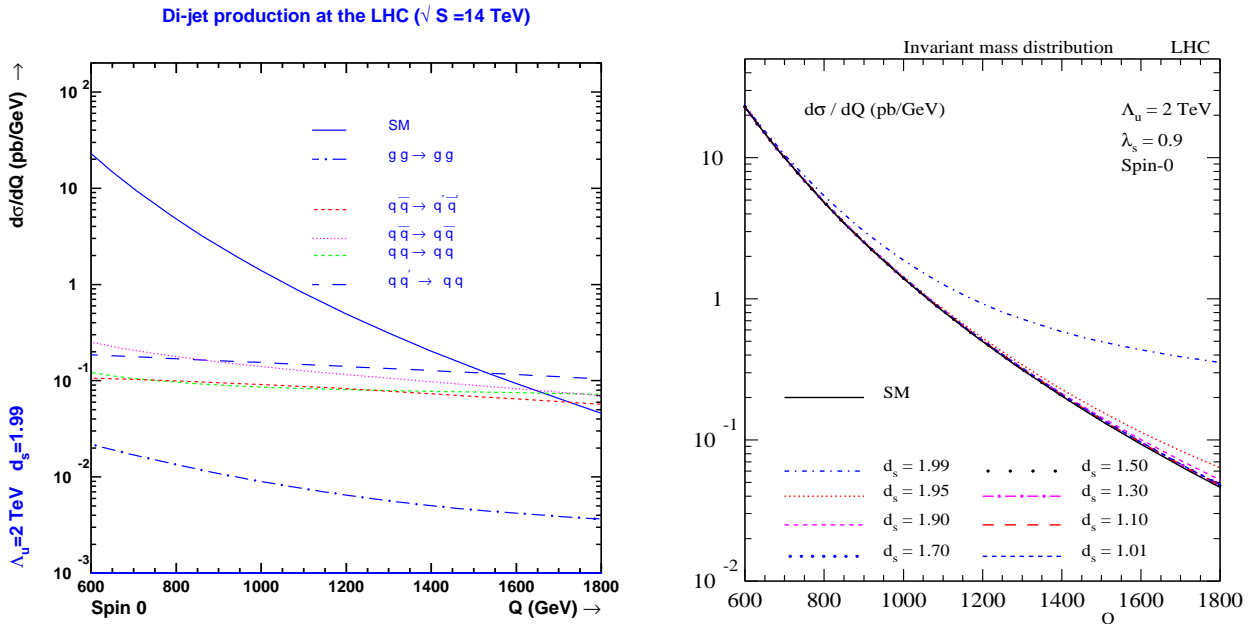 Di-jet production at the LHC (√ S =14 TeV)
dσ/dQ (pb/GeV) →
Λu=2 TeV ds=1.99
10 2
10
1
10 -1
10 -2
10 -3
SM
g g → g g
q q̅ → q′ q̅′
q q̅ → q q̅
q q → q q
q q′ → q q
600
800
1000
1200
1400
1600
1800
Spin 0
Q (GeV) →
Invariant mass distribution LHC
dσ / dQ (pb/GeV)
Λu = 2 TeV
λs = 0.9
Spin-0
10
1
10 -1
10 -2
SM
ds = 1.99
ds = 1.50
ds = 1.95
ds = 1.30
ds = 1.90
ds = 1.10
ds = 1.70
ds = 1.01
600
800
1000
1200
1400
1600
1800
Q